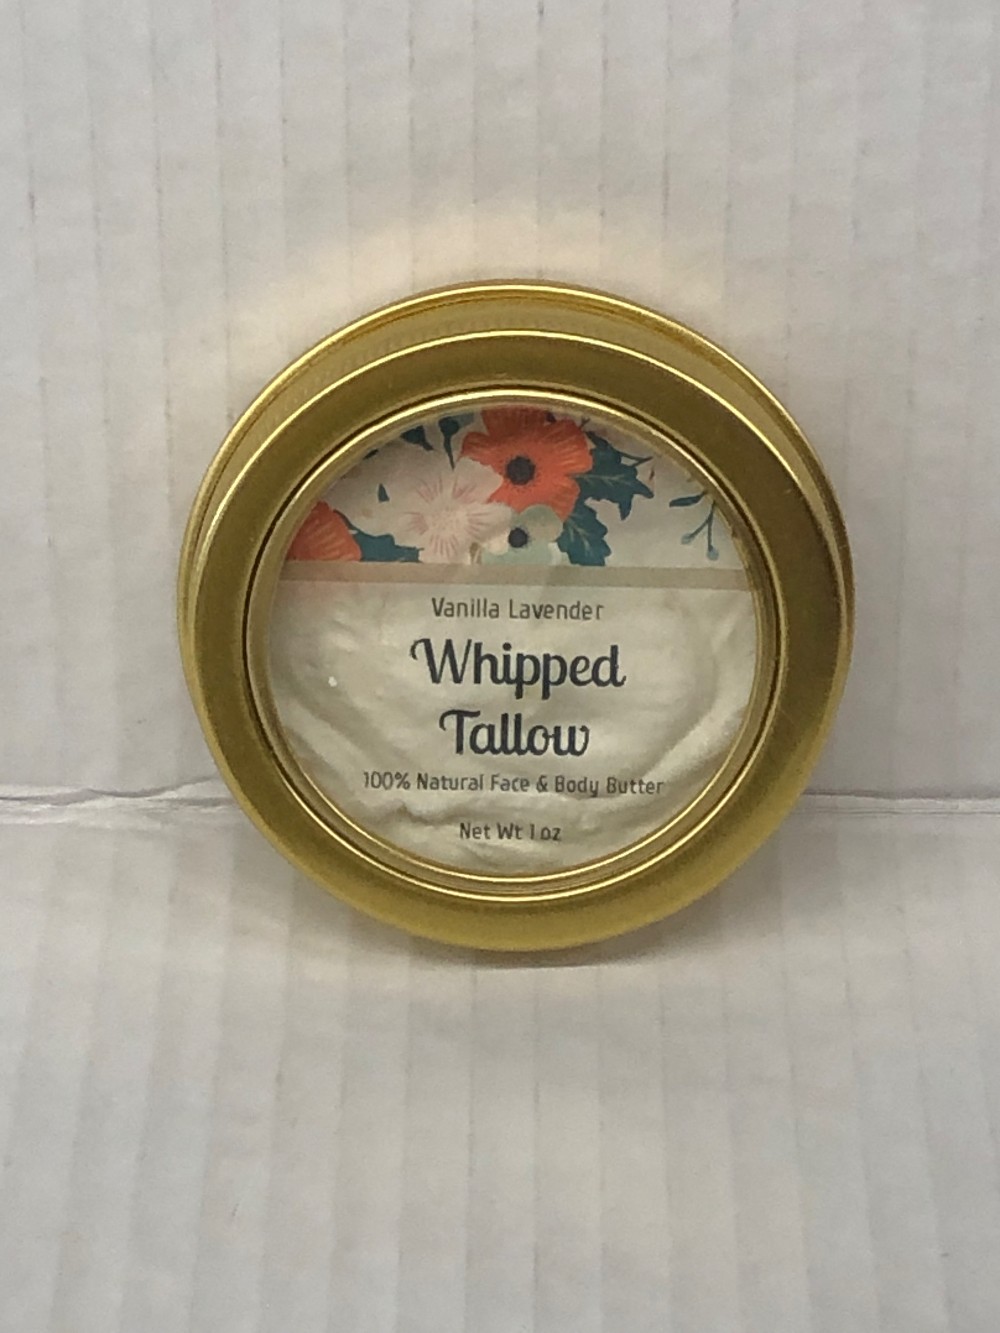 Vanilla Lavender
Whipped
Tallow
100% Natural Face & Body Butter
Net Wt 1 oz